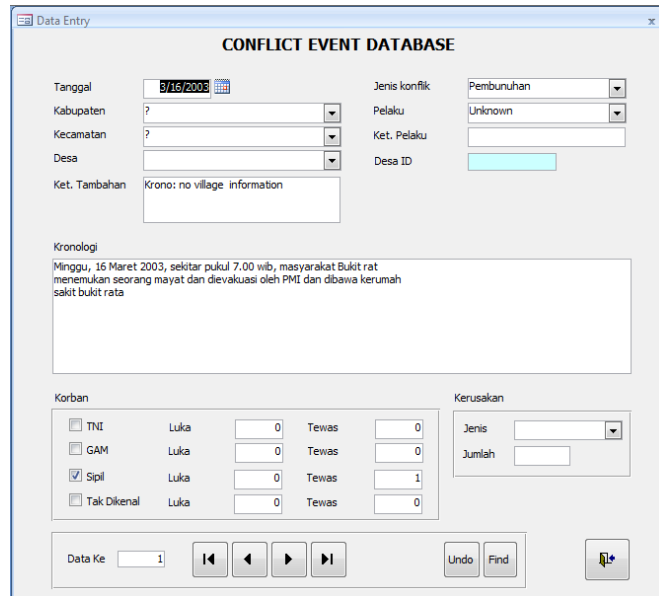 Data Entry x
CONFLICT EVENT DATABASE
Tanggal 3/16/2003 Jenis konflik Pembunuhan
Kabupaten ? Pelaku Unknown
Kecamatan ? Ket. Pelaku
Desa Desa ID
Ket. Tambahan Krono: no village information
Kronologi
Minggu, 16 Maret 2003, sekitar pukul 7.00 wib, masyarakat Bukit rat
menemukan seorang mayat dan dievakuasi oleh PMI dan dibawa kerumah
sakit bukit rata
Korban Kerusakan
TNI Luka 0 Tewas 0 Jenis
GAM Luka 0 Tewas 0 Jumlah
Sipil Luka 0 Tewas 1
Tak Dikenal Luka 0 Tewas 0
Data Ke 1 Undo Find